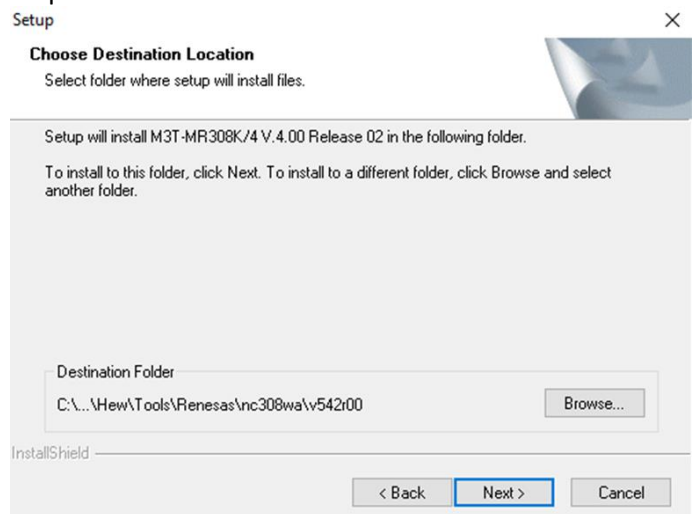 Setup
Choose Destination Location
Select folder where setup will install files.
Setup will install M3T-MR308K/4 V.4.00 Release 02 in the following folder.
To install to this folder, click Next. To install to a different folder, click Browse and select
another folder.
Destination Folder
C:\...\Hew\Tools\Renesas\nc308wa\v542r00
Browse...
InstallShield
< Back
Next >
Cancel